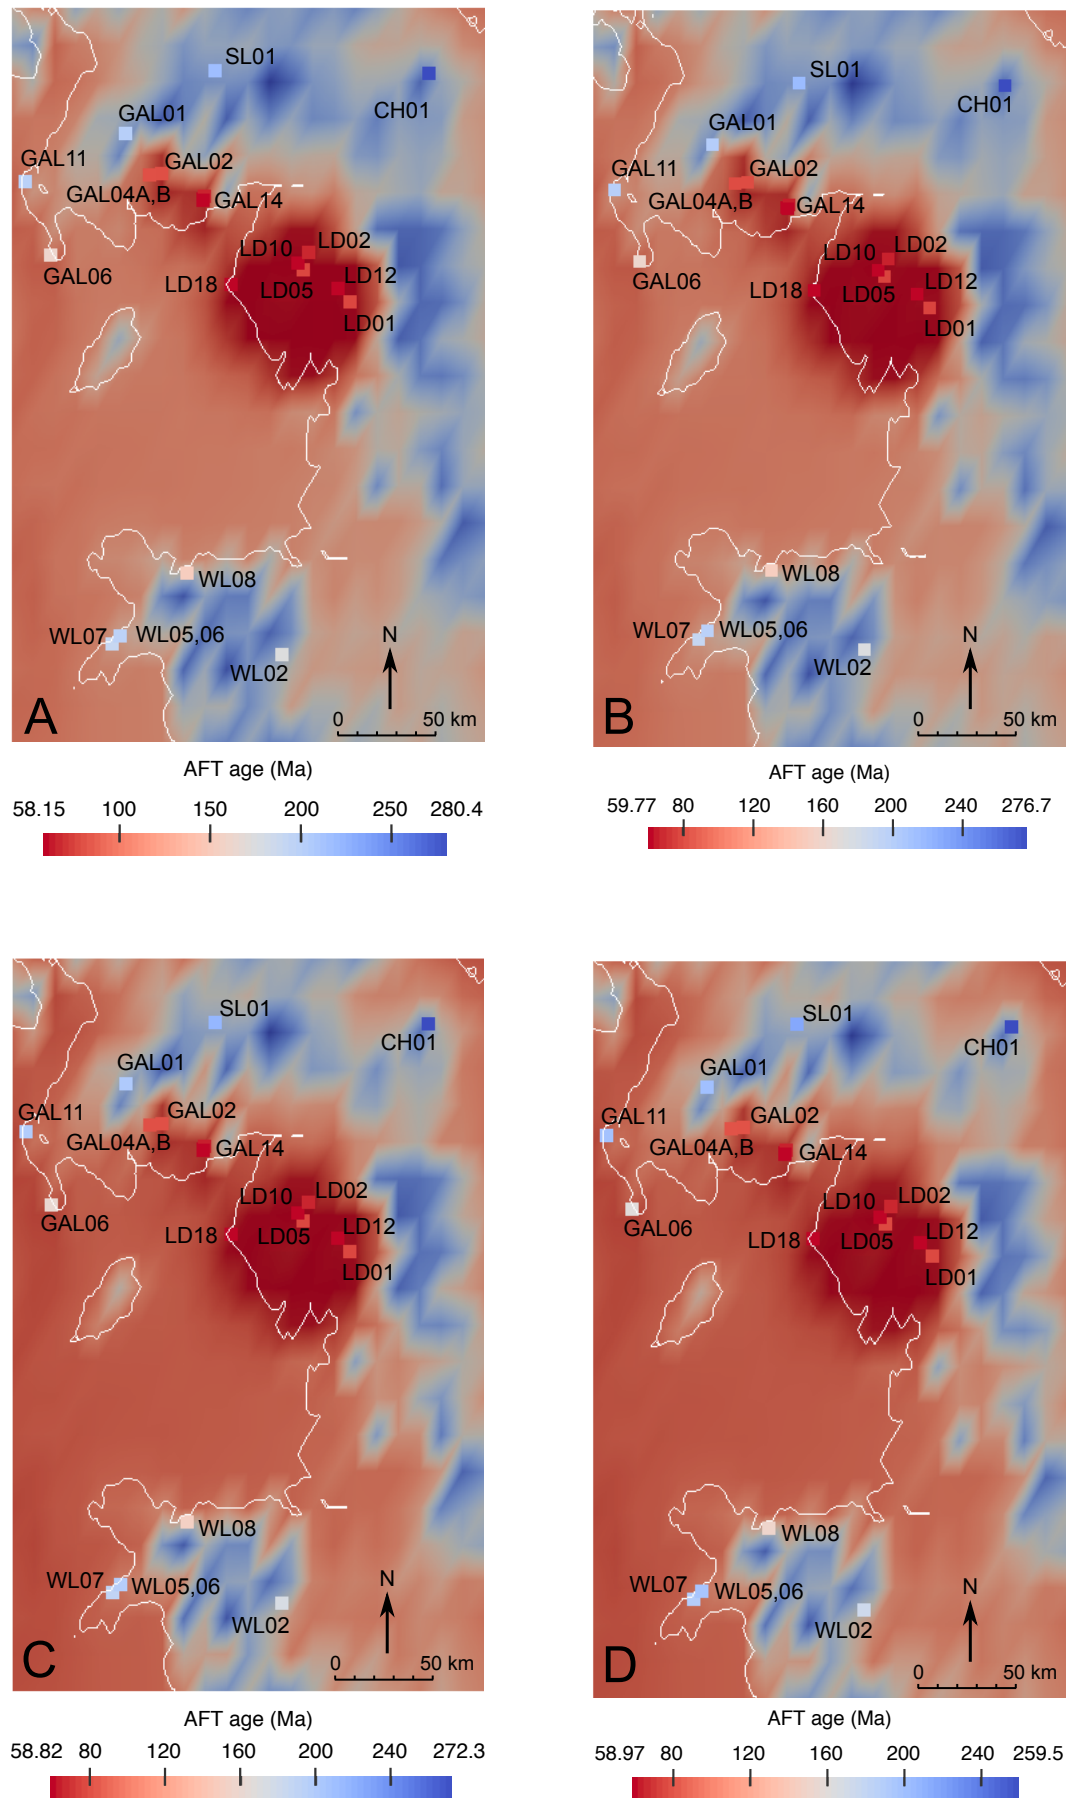 SL01
CH01
GAL01
GAL11
GAL02
GAL04A,B
GAL14
GAL06
LD10
LD02
LD18
LD05
LD12
LD01
WL08
WL07
WL05,06
WL02
N
A
0 50 km
AFT age (Ma)
58.15 100 150 200 250 280.4
SL01
CH01
GAL01
GAL11
GAL02
GAL04A,B
GAL14
GAL06
LD10
LD02
LD18
LD05
LD12
LD01
WL08
WL07
WL05,06
WL02
N
B
0 50 km
AFT age (Ma)
59.77 80 120 160 200 240 276.7
SL01
CH01
GAL01
GAL11
GAL02
GAL04A,B
GAL14
GAL06
LD10
LD02
LD18
LD05
LD12
LD01
WL08
WL07
WL05,06
WL02
N
C
0 50 km
AFT age (Ma)
58.82 80 120 160 200 240 272.3
SL01
CH01
GAL01
GAL11
GAL02
GAL04A,B
GAL14
GAL06
LD10
LD02
LD18
LD05
LD12
LD01
WL08
WL07
WL05,06
WL02
N
D
0 50 km
AFT age (Ma)
58.97 80 120 160 200 240 259.5